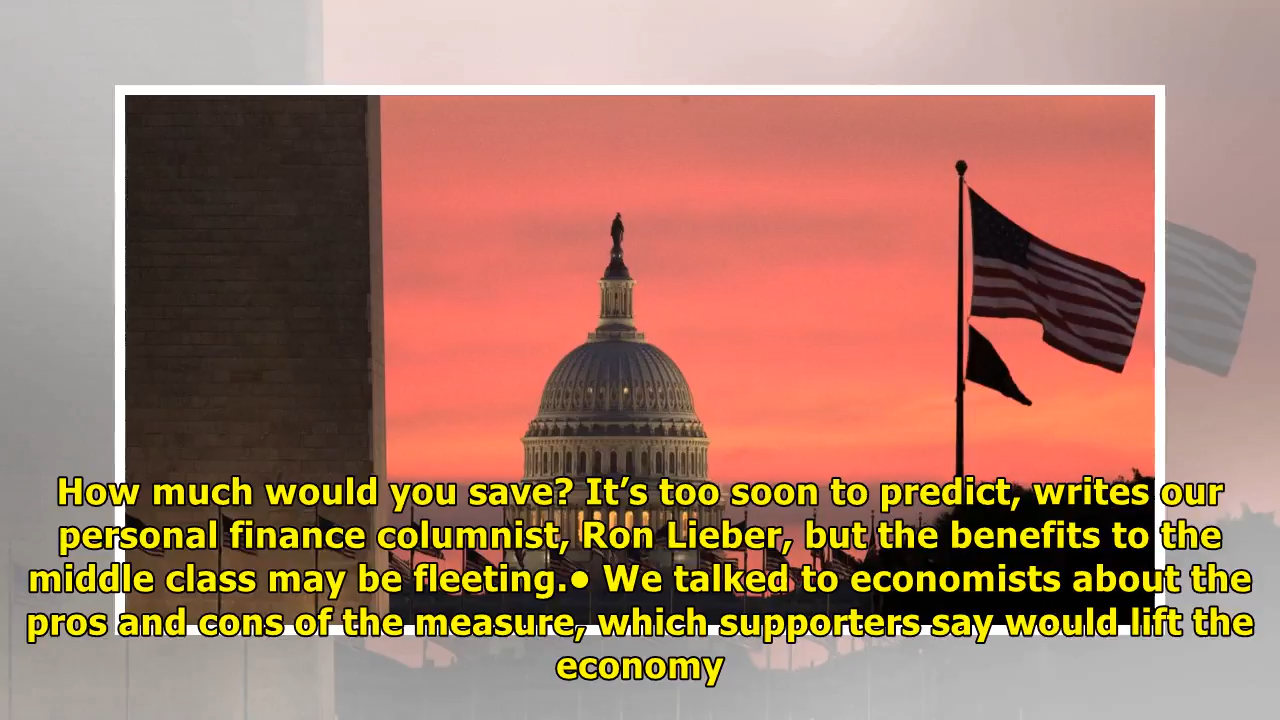 How much would you save? It’s too soon to predict, writes our
personal finance columnist, Ron Lieber, but the benefits to the
middle class may be fleeting.● We talked to economists about the
pros and cons of the measure, which supporters say would lift the
economy